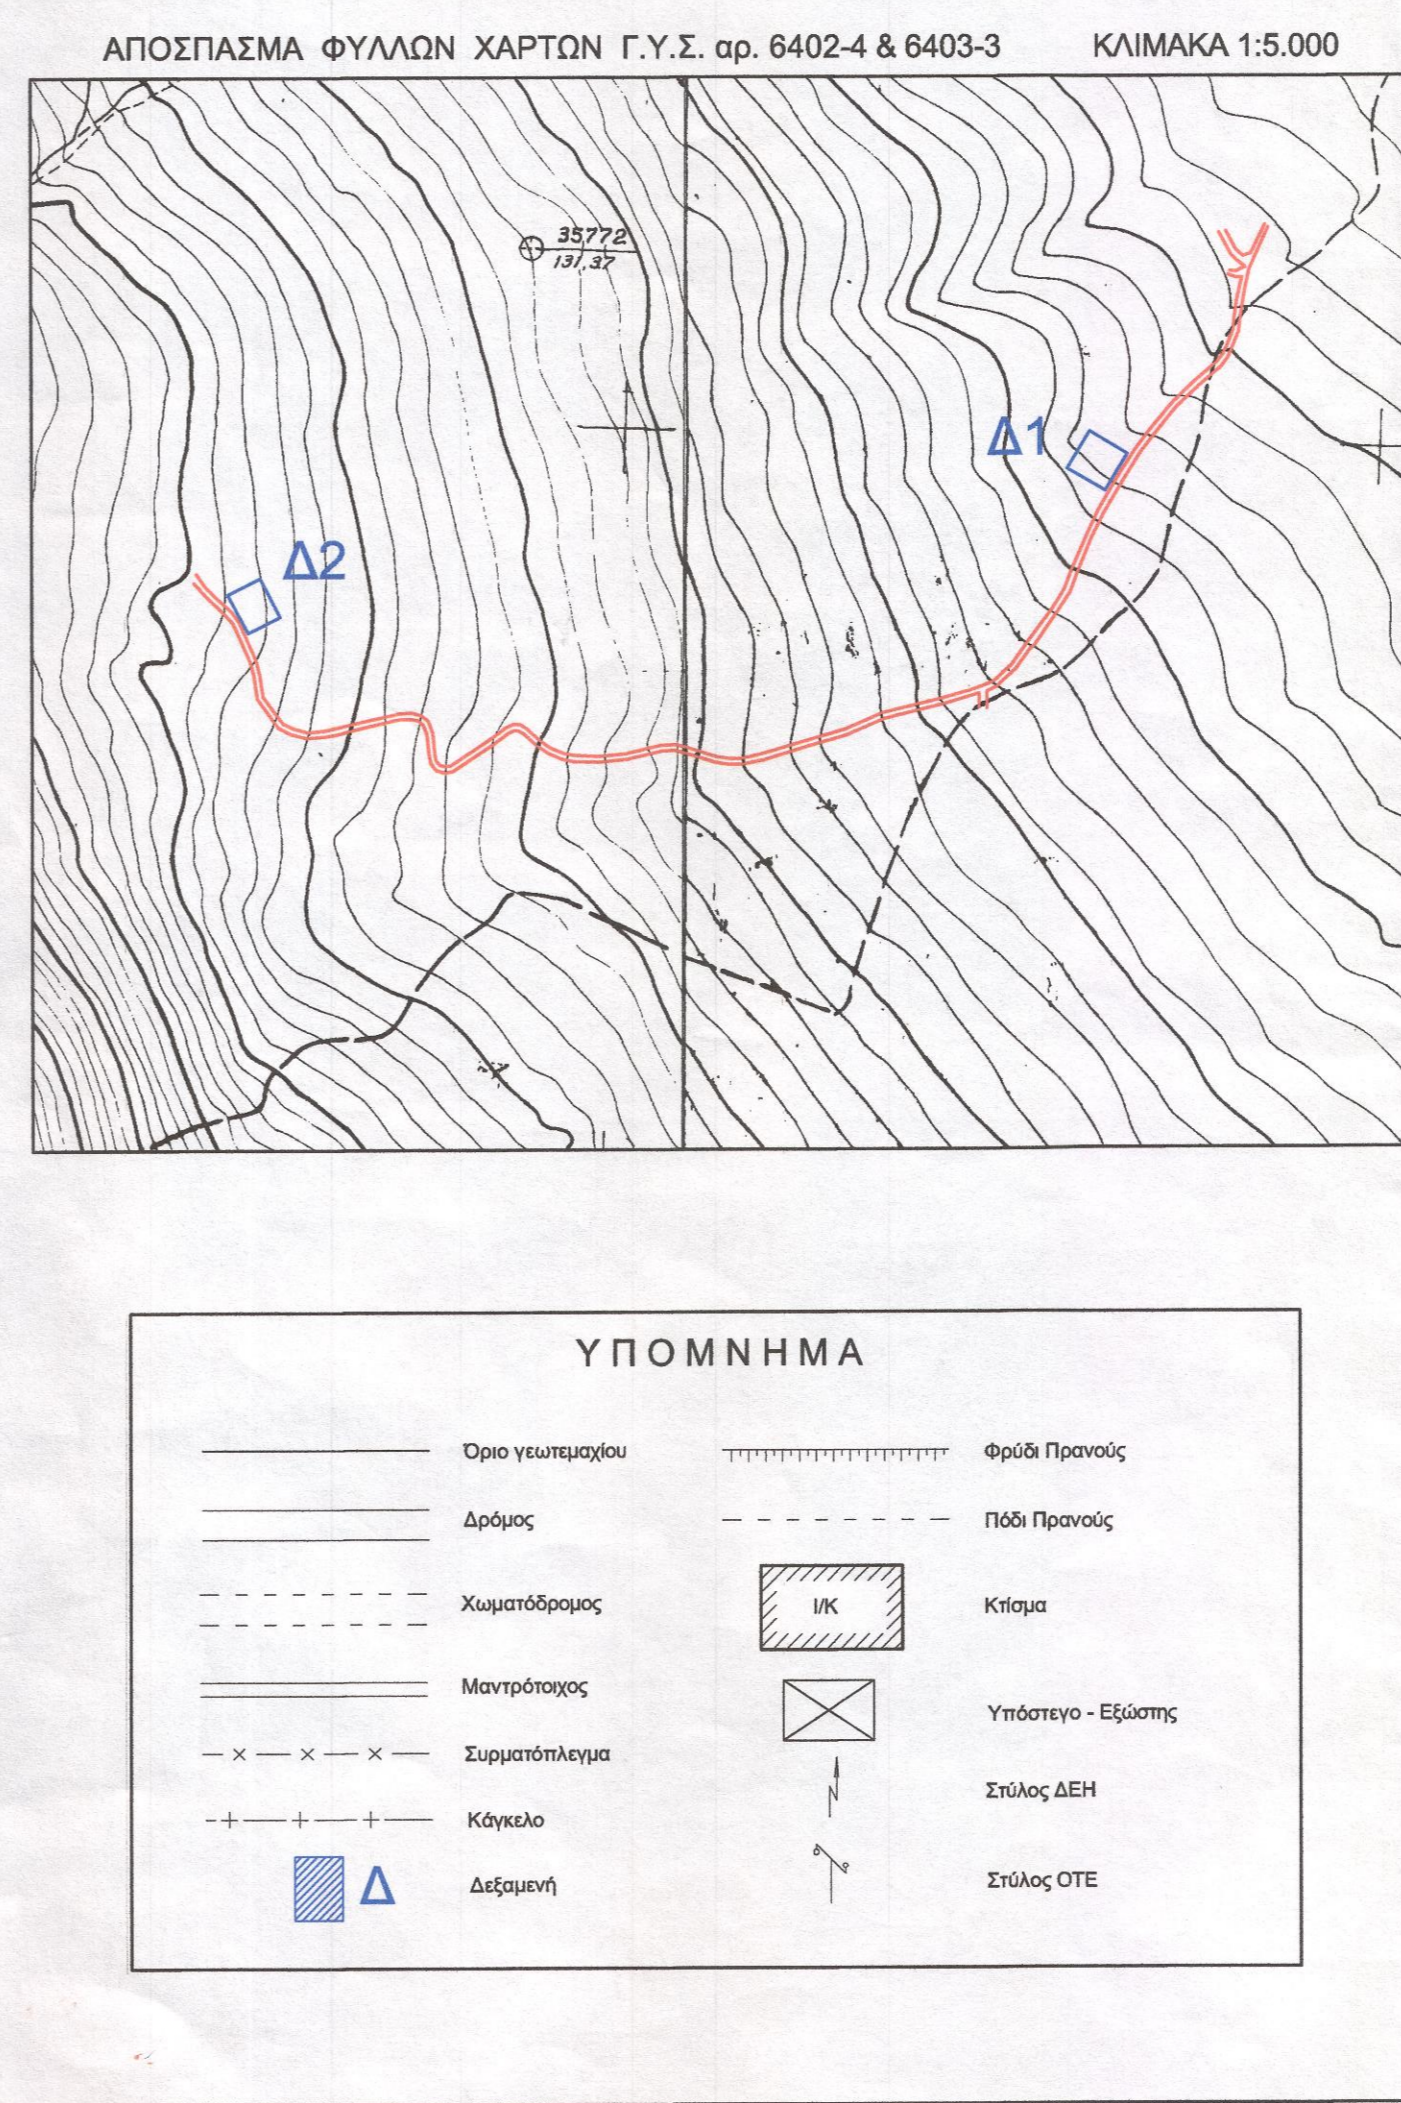 ΑΠΟΣΠΑΣΜΑ ΦΥΛΛΩΝ ΧΑΡΤΩΝ Γ.Υ.Σ. αρ. 6402-4 & 6403-3 ΚΛΙΜΑΚΑ 1:5.000
35772
131,37
Δ1
Δ2
ΥΠΟΜΝΗΜΑ
Όριο γεωτεμαχίου
Φρύδι Πρανούς
Δρόμος
Πόδι Πρανούς
Χωματόδρομος
Ι/Κ
Κτίσμα
Μαντρότοιχος
Υπόστεγο - Εξώστης
Συρματόπλεγμα
Στύλος ΔΕΗ
Κάγκελο
Δ
Δεξαμενή
Στύλος ΟΤΕ